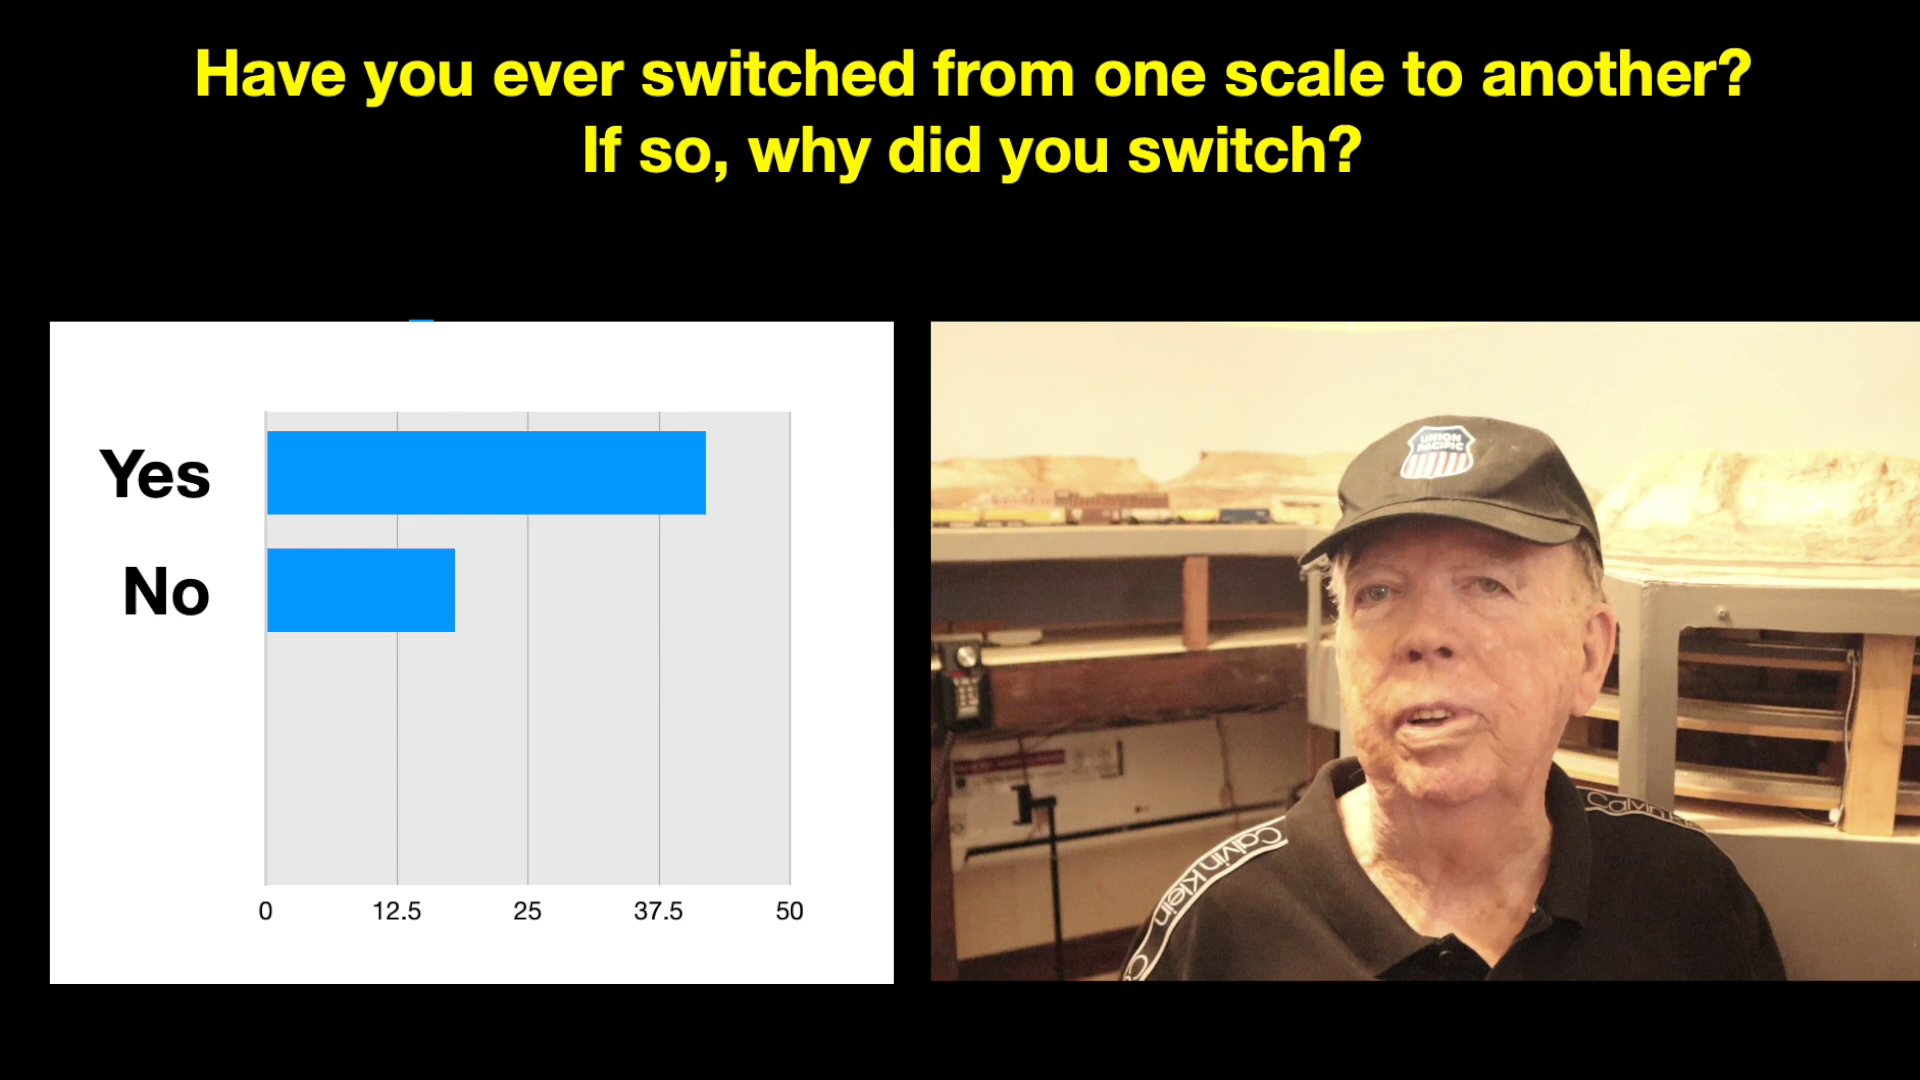 Have you ever switched from one scale to another?
If so, why did you switch?
Yes
No
0 12.5 25 37.5 50
UNION
PACIFIC
Calvin Klein
Calvin K